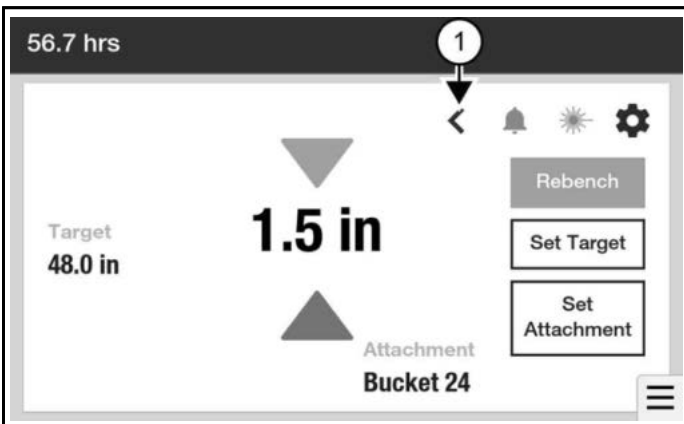 56.7 hrs
1
Rebench
Target
48.0 in
1.5 in
Set Target
Set
Attachment
Attachment
Bucket 24